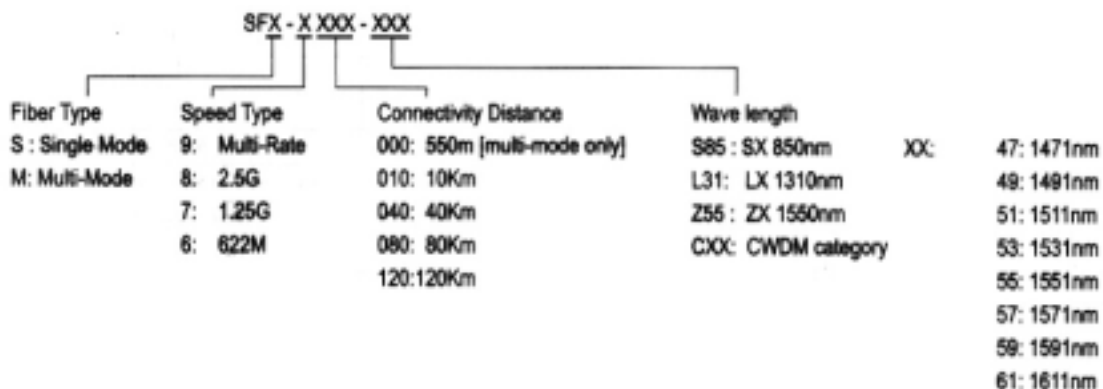 SFX - X XXX - XXX
Fiber Type Speed Type Connectivity Distance Wave length
S : Single Mode 9: Multi-Rate 000: 550m [multi-mode only] S85 : SX 850nm XX: 47: 1471nm
M: Multi-Mode 8: 2.5G 010: 10Km L31: LX 1310nm 49: 1491nm
7: 1.25G 040: 40Km Z55 : ZX 1550nm 51: 1511nm
6: 622M 080: 80Km CXX: CWDM category 53: 1531nm
120:120Km 55: 1551nm
57: 1571nm
59: 1591nm
61: 1611nm